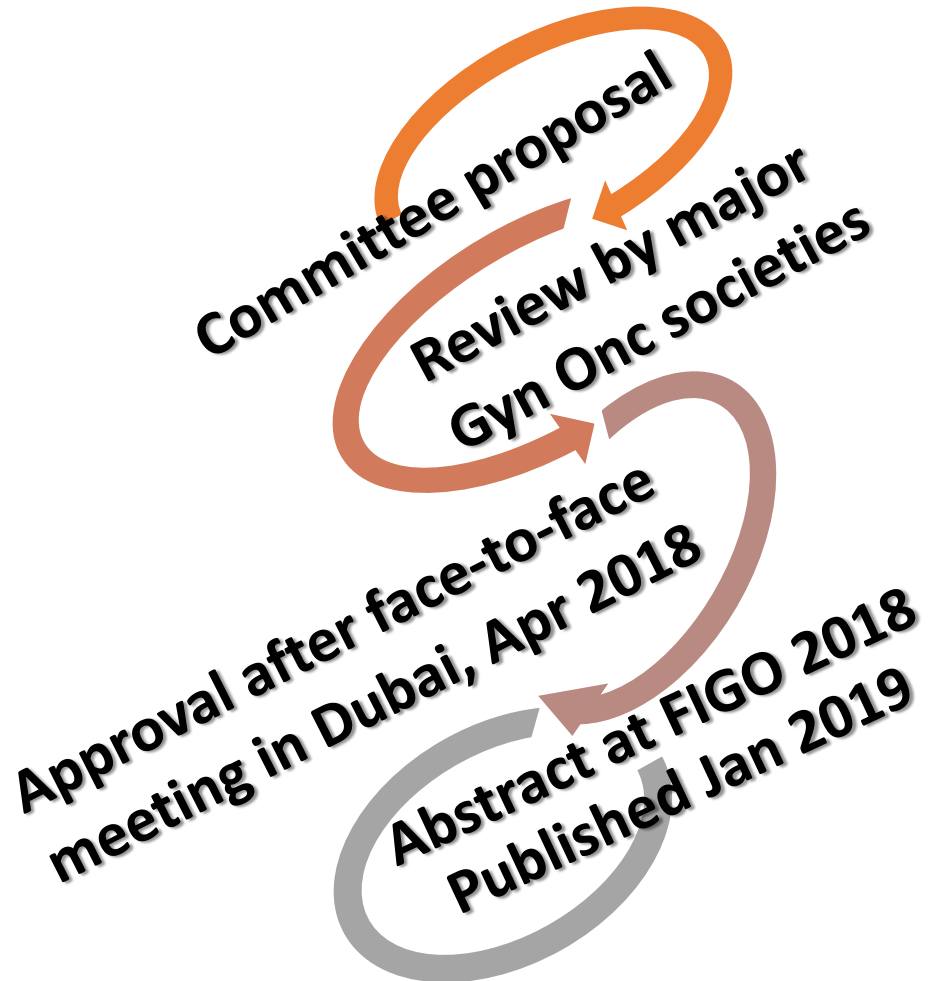 Committee proposal
Review by major
Gyn Onc societies
Approval after face-to-face
meeting in Dubai, Apr 2018
Abstract at FIGO 2018
Published Jan 2019